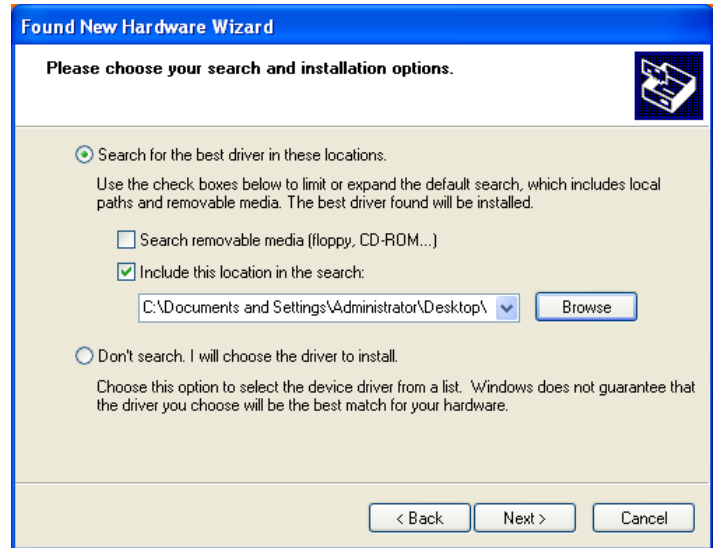 Found New Hardware Wizard
Please choose your search and installation options.
Search for the best driver in these locations.
Use the check boxes below to limit or expand the default search, which includes local
paths and removable media. The best driver found will be installed.
Search removable media (floppy, CD-ROM...)
Include this location in the search:
C:\Documents and Settings\Administrator\Desktop\
Browse
Don't search. I will choose the driver to install.
Choose this option to select the device driver from a list. Windows does not guarantee that
the driver you choose will be the best match for your hardware.
< Back Next > Cancel